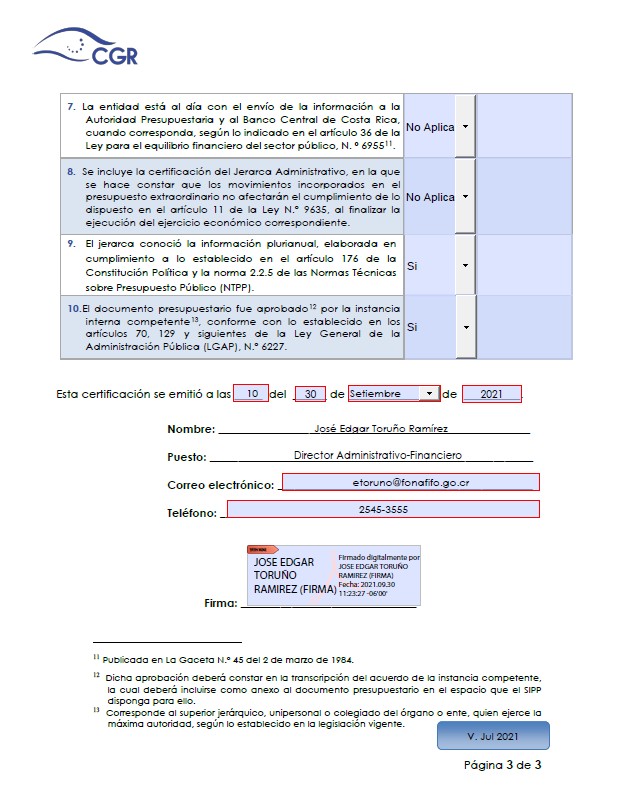 CGR
7. La entidad está al día con el envío de la información a la
Autoridad Presupuestaria y al Banco Central de Costa Rica,
cuando corresponda, según lo indicado en el artículo 36 de la
Ley para el equilibrio financiero del sector público, N. º 6955¹¹.
No Aplica
8. Se incluye la certificación del Jerarca Administrativo, en la que
se hace constar que los movimientos incorporados en el
presupuesto extraordinario no afectarán el cumplimiento de lo
dispuesto en el artículo 11 de la Ley N.º 9635, al finalizar la
ejecución del ejercicio económico correspondiente.
No Aplica
9. El jerarca conoció la información plurianual, elaborada en
cumplimiento a lo establecido en el artículo 176 de la
Constitución Política y la norma 2.2.5 de las Normas Técnicas
sobre Presupuesto Público (NTPP).
Si
10.El documento presupuestario fue aprobado¹² por la instancia
interna competente¹³, conforme con lo establecido en los
artículos 70, 129 y siguientes de la Ley General de la
Administración Pública (LGAP), N.º 6227.
Si
Esta certificación se emitió a las 10 del 30 de Setiembre de 2021.
Nombre: José Edgar Toruño Ramírez
Puesto: Director Administrativo-Financiero
Correo electrónico: etoruno@fonafifo.go.cr
Teléfono: 2545-3555
JOSE EDGAR
TORUÑO
RAMIREZ (FIRMA)
Firmado digitalmente por
JOSE EDGAR TORUÑO
RAMIREZ (FIRMA)
Fecha: 2021.09.30
11:23:27 -06'00'
Firma:
¹¹ Publicada en La Gaceta N.º 45 del 2 de marzo de 1984.
¹² Dicha aprobación deberá constar en la transcripción del acuerdo de la instancia competente,
la cual deberá incluirse como anexo al documento presupuestario en el espacio que el SIPP
disponga para ello.
¹³ Corresponde al superior jerárquico, unipersonal o colegiado del órgano o ente, quien ejerce la
máxima autoridad, según lo establecido en la legislación vigente.
V. Jul 2021
Página 3 de 3